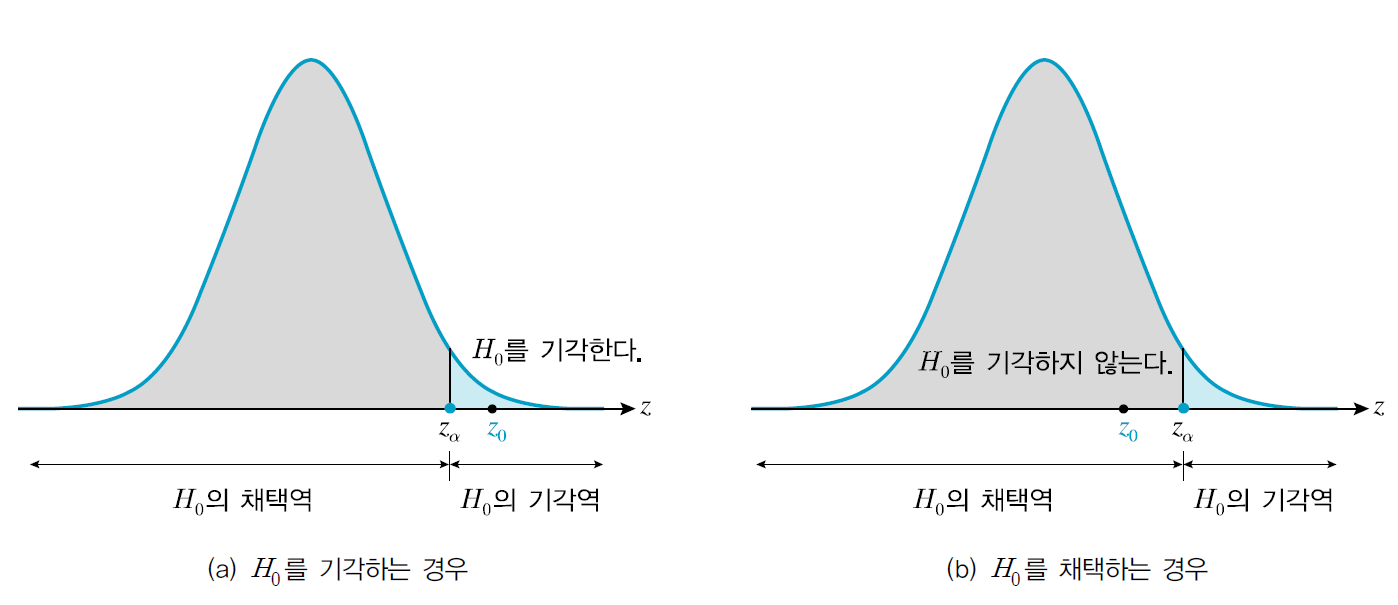 H₀를 기각한다.
z
zα z₀
H₀의 채택역 H₀의 기각역
(a) H₀를 기각하는 경우
H₀를 기각하지 않는다.
z
z₀ zα
H₀의 채택역 H₀의 기각역
(b) H₀를 채택하는 경우